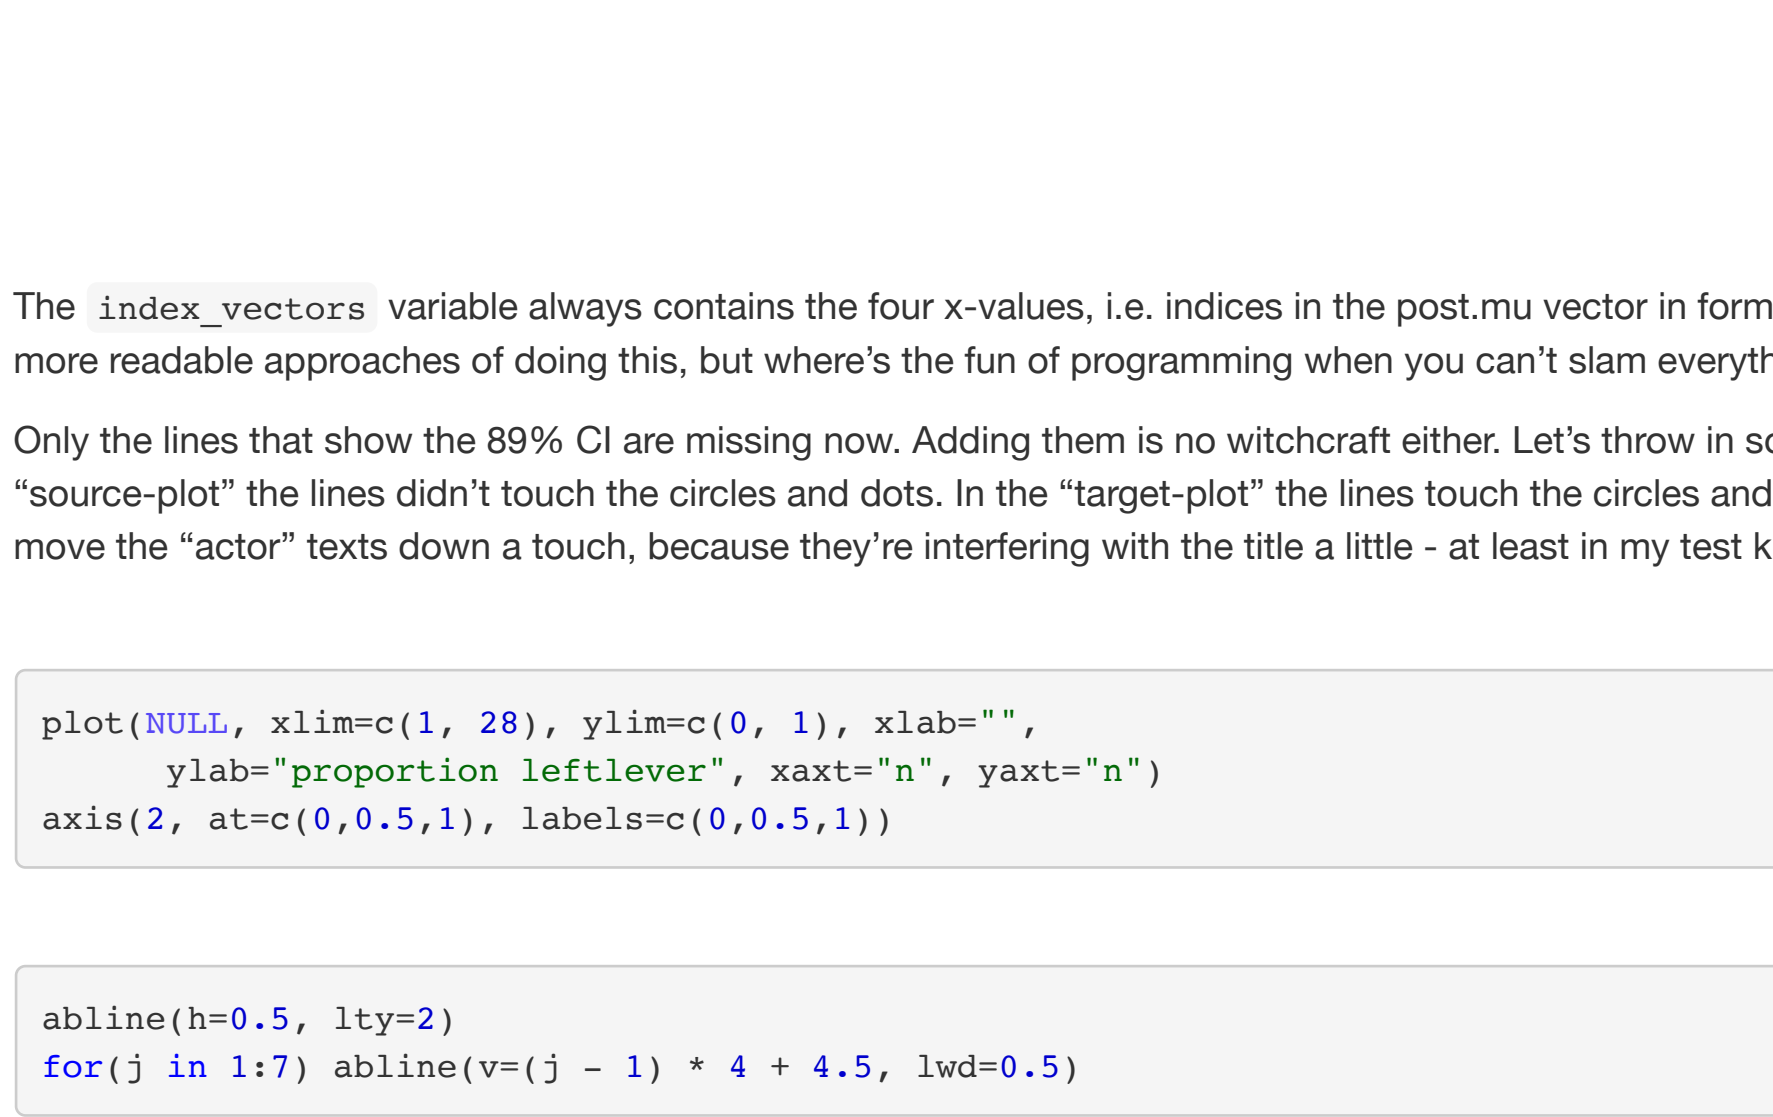 The index_vectors variable always contains the four x-values, i.e. indices in the post.mu vector in form
more readable approaches of doing this, but where’s the fun of programming when you can’t slam
Only the lines that show the 89% CI are missing now. Adding them is no witchcraft either. Let’s throw in
“source-plot” the lines didn’t touch the circles and dots. In the “target-plot” the lines touch the circles and
move the “actor” texts down a touch, because they’re interfering with the title a little - at least in my test
plot(NULL, xlim=c(1, 28), ylim=c(0, 1), xlab="",
ylab="proportion leftlever", xaxt="n", yaxt="n")
axis(2, at=c(0,0.5,1), labels=c(0,0.5,1))
abline(h=0.5, lty=2)
for(j in 1:7) abline(v=(j - 1) * 4 + 4.5, lwd=0.5)